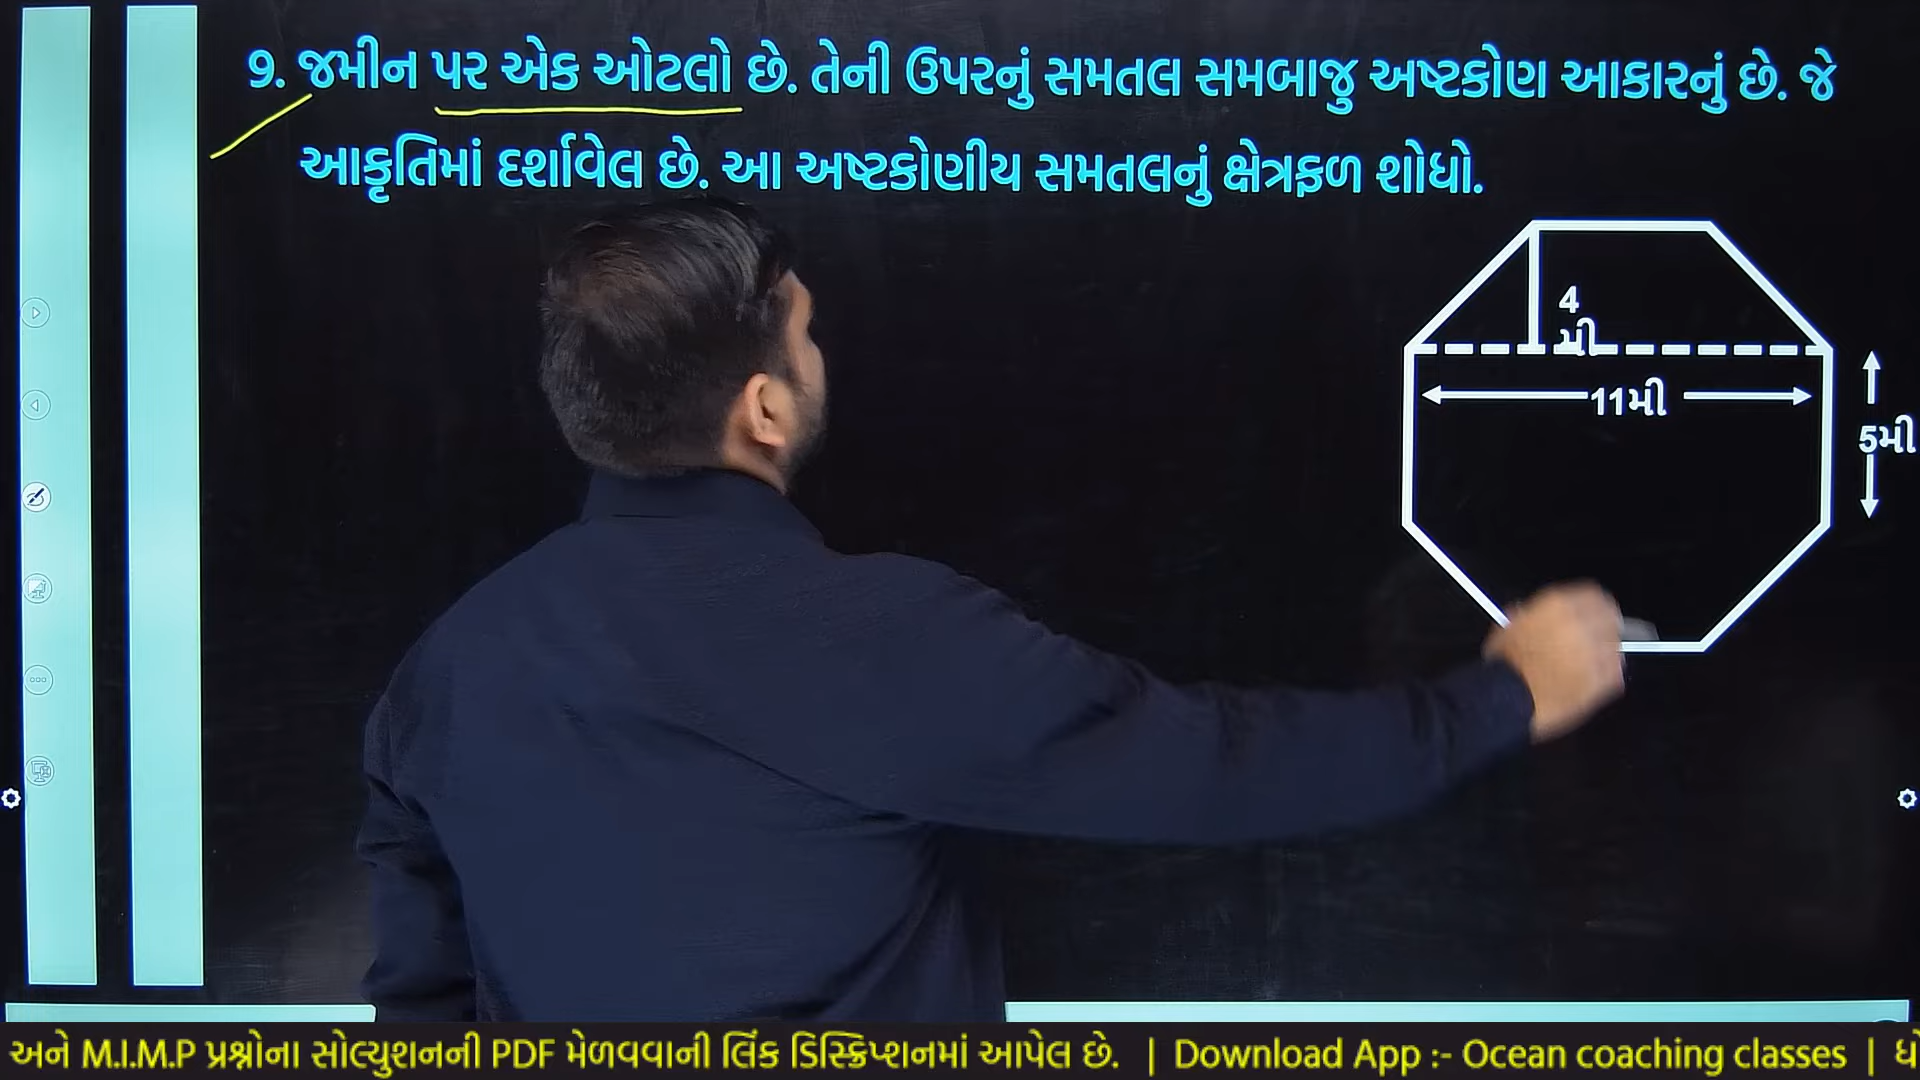 9. જમીન પર એક ઓટલો છે. તેની ઉપરનું સમતલ સમબાજુ અષ્ટકોણ આકારનું છે. જે
આકૃતિમાં દર્શાવેલ છે. આ અષ્ટકોણીય સમતલનું ક્ષેત્રફળ શોધો.
4
મી
11મી
5મી
અને M.I.M.P પ્રશ્નોના સોલ્યુશનની PDF મેળવવાની લિંક ડિસ્ક્રિપ્શનમાં આપેલ છે. | Download App :- Ocean coaching classes |